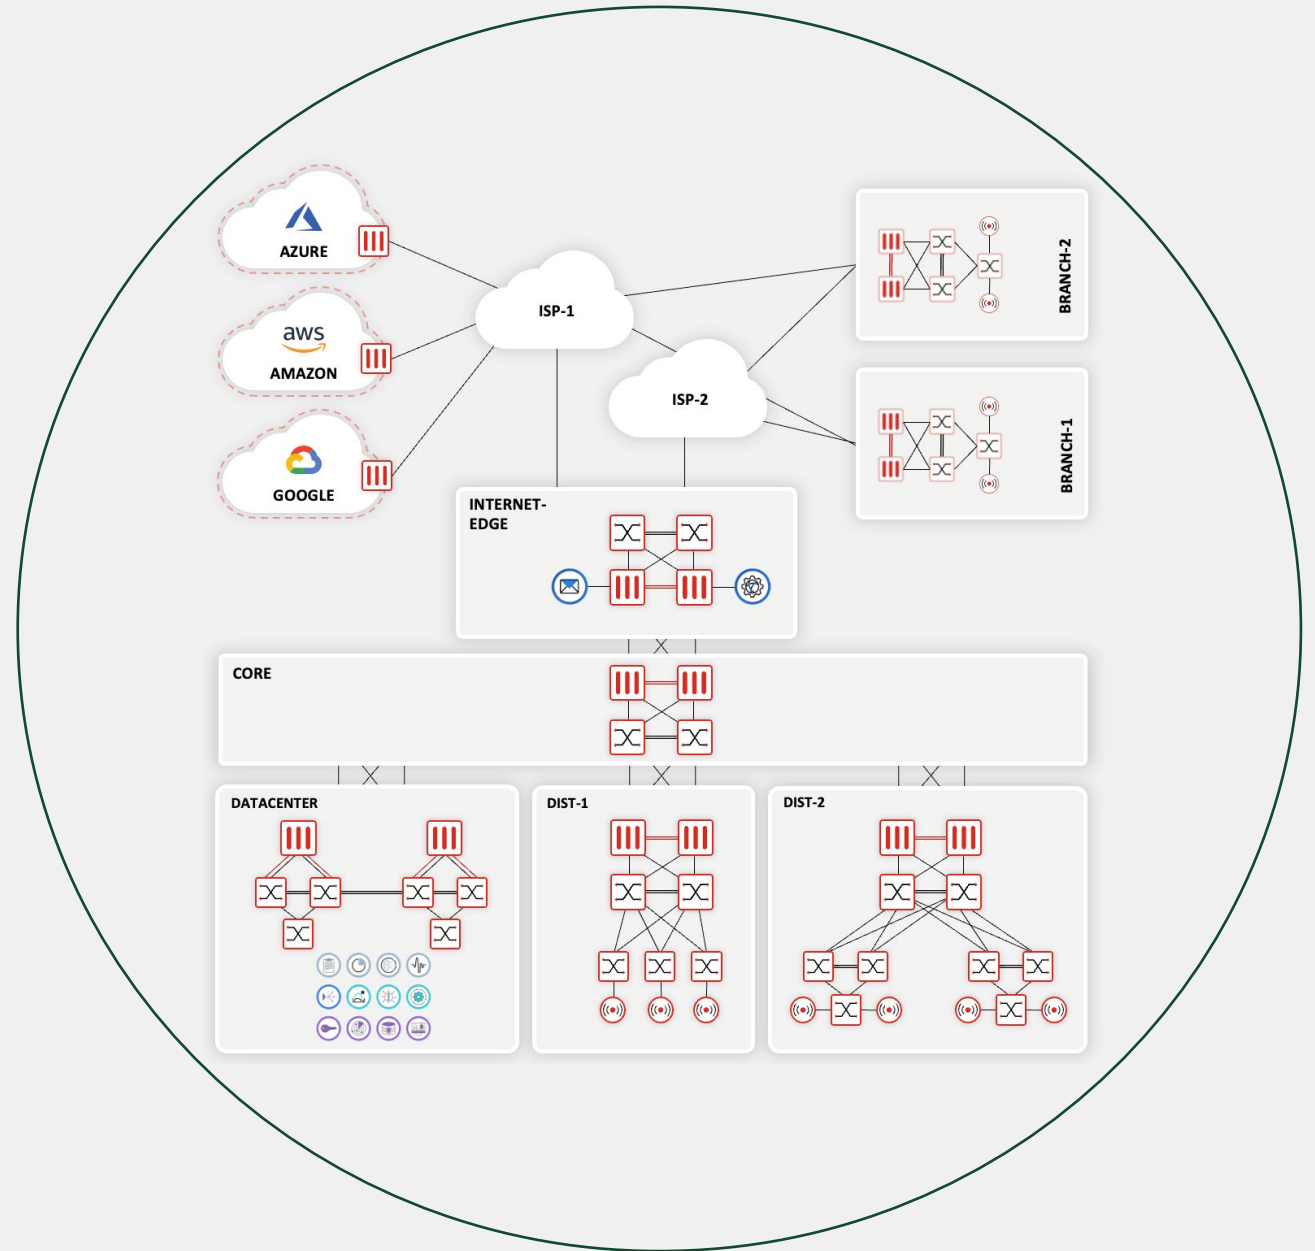 AZURE
aws
AMAZON
GOOGLE
ISP-1
ISP-2
BRANCH-2
BRANCH-1
INTERNET-
EDGE
CORE
DATACENTER
DIST-1
DIST-2